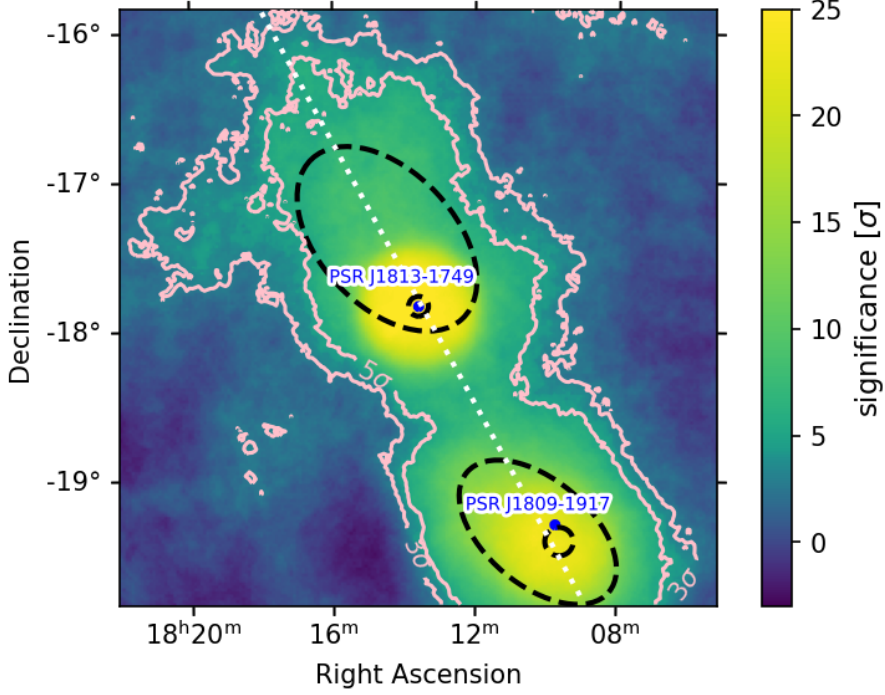 -16°
-17°
-18°
-19°
Declination
18ʰ20ᵐ
16ᵐ
12ᵐ
08ᵐ
Right Ascension
PSR J1813-1749
PSR J1809-1917
5σ
3σ
3σ
25
20
15
10
5
0
significance [σ]